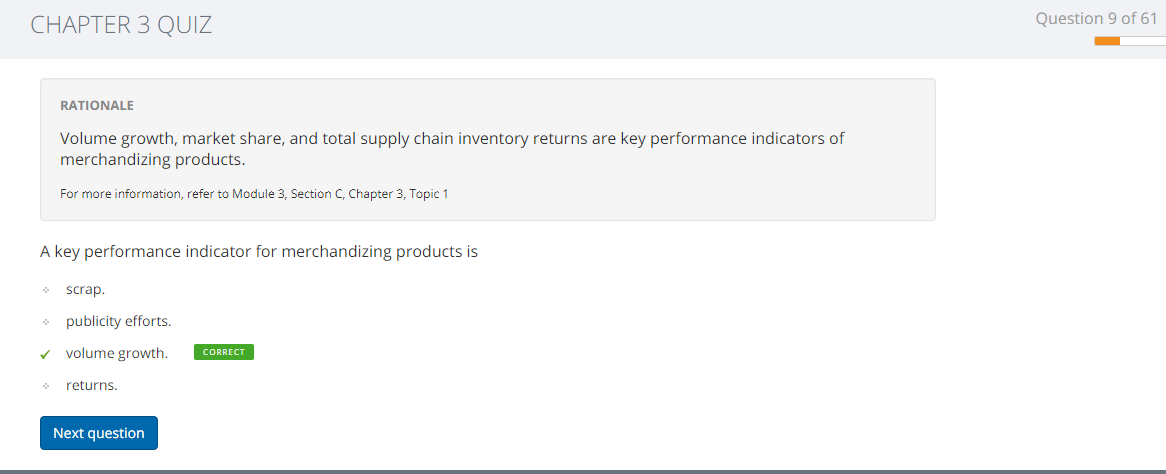 CHAPTER 3 QUIZ
Question 9 of 61
RATIONALE
Volume growth, market share, and total supply chain inventory returns are key performance indicators of
merchandizing products.
For more information, refer to Module 3, Section C, Chapter 3, Topic 1
A key performance indicator for merchandizing products is
scrap.
publicity efforts.
volume growth. CORRECT
returns.
Next question